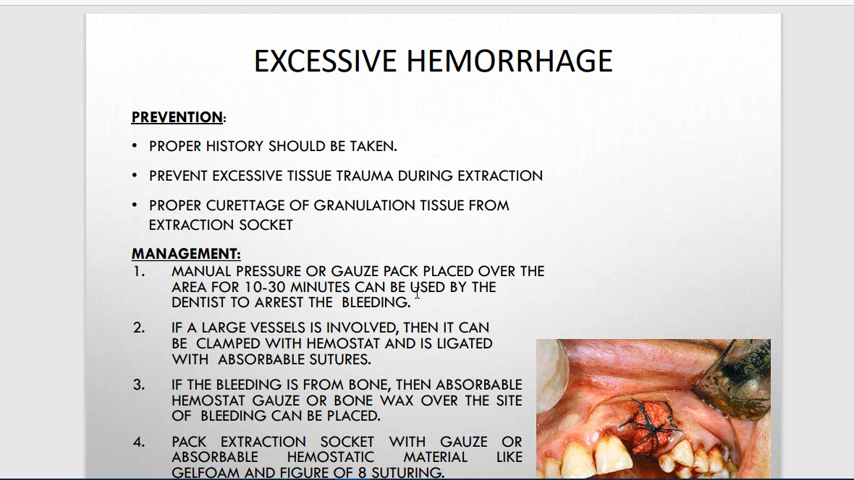 EXCESSIVE HEMORRHAGE
PREVENTION:
• PROPER HISTORY SHOULD BE TAKEN.
• PREVENT EXCESSIVE TISSUE TRAUMA DURING EXTRACTION
• PROPER CURETTAGE OF GRANULATION TISSUE FROM
EXTRACTION SOCKET
MANAGEMENT:
1. MANUAL PRESSURE OR GAUZE PACK PLACED OVER THE
AREA FOR 10-30 MINUTES CAN BE USED BY THE
DENTIST TO ARREST THE BLEEDING.
2. IF A LARGE VESSELS IS INVOLVED, THEN IT CAN
BE CLAMPED WITH HEMOSTAT AND IS LIGATED
WITH ABSORBABLE SUTURES.
3. IF THE BLEEDING IS FROM BONE, THEN ABSORBABLE
HEMOSTAT GAUZE OR BONE WAX OVER THE SITE
OF BLEEDING CAN BE PLACED.
4. PACK EXTRACTION SOCKET WITH GAUZE OR
ABSORBABLE HEMOSTATIC MATERIAL LIKE
GELFOAM AND FIGURE OF 8 SUTURING.